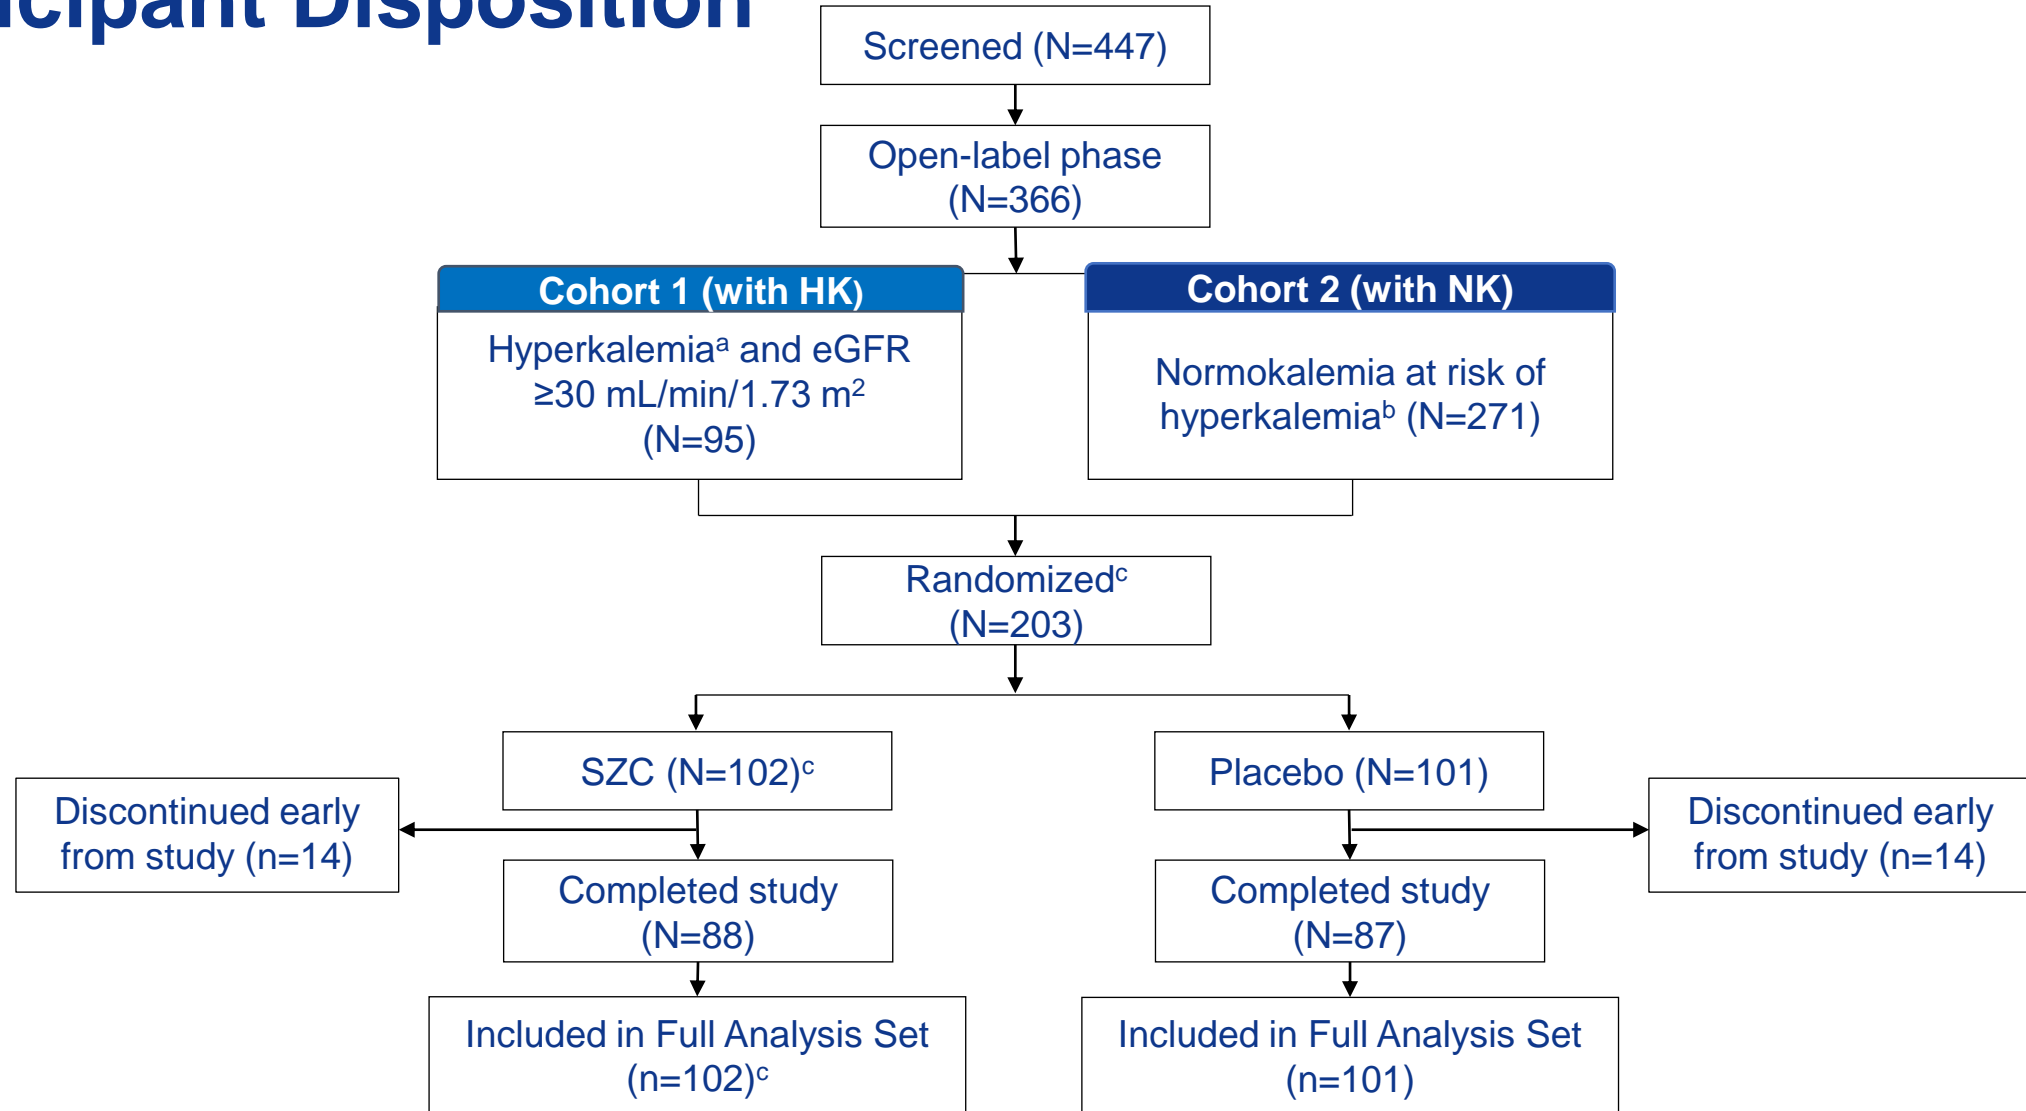 cipant Disposition
Screened (N=447)
Open-label phase
(N=366)
Cohort 1 (with HK)
Hyperkalemiaᵃ and eGFR
≥30 mL/min/1.73 m²
(N=95)
Cohort 2 (with NK)
Normokalemia at risk of
hyperkalemiaᵇ (N=271)
Randomizedᶜ
(N=203)
SZC (N=102)ᶜ
Placebo (N=101)
Discontinued early
from study (n=14)
Discontinued early
from study (n=14)
Completed study
(N=88)
Completed study
(N=87)
Included in Full Analysis Set
(n=102)ᶜ
Included in Full Analysis Set
(n=101)